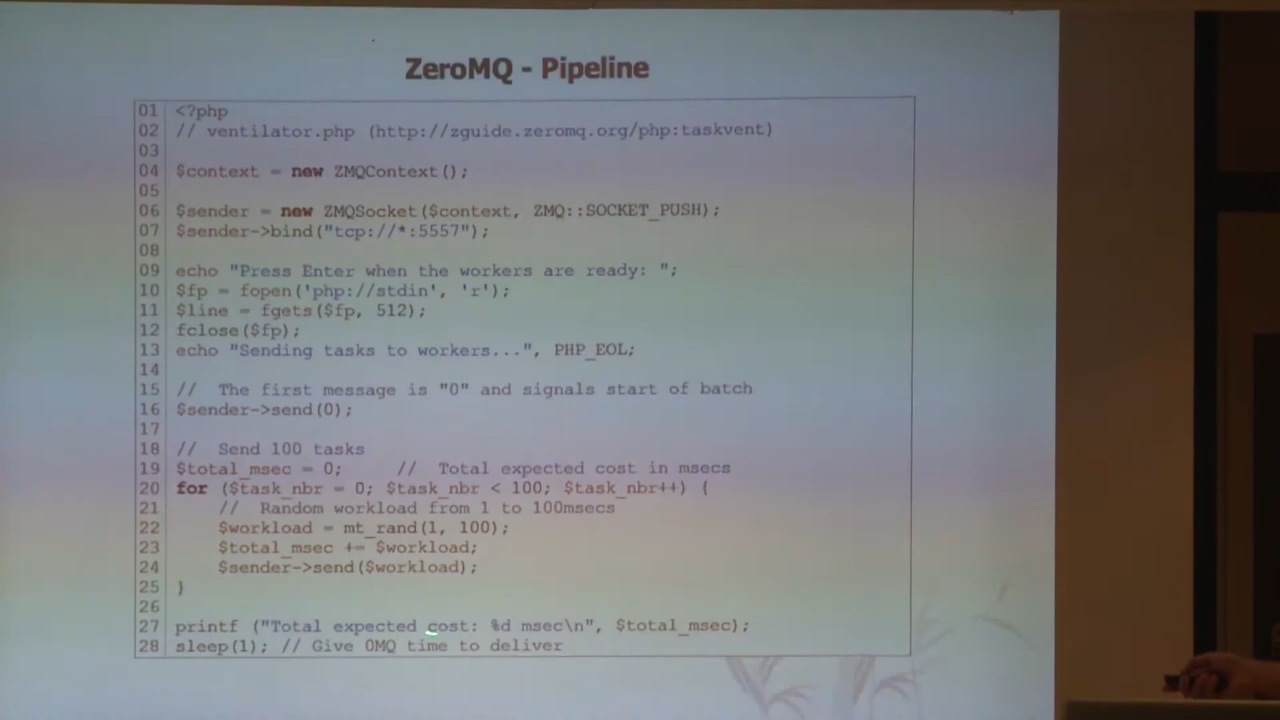 ZeroMQ - Pipeline
01 <?php
02 // ventilator.php (http://zguide.zeromq.org/php:taskvent)
03
04 $context = new ZMQContext();
05
06 $sender = new ZMQSocket($context, ZMQ::SOCKET_PUSH);
07 $sender->bind("tcp://*:5557");
08
09 echo "Press Enter when the workers are ready: ";
10 $fp = fopen('php://stdin', 'r');
11 $line = fgets($fp, 512);
12 fclose($fp);
13 echo "Sending tasks to workers...", PHP_EOL;
14
15 //  The first message is "0" and signals start of batch
16 $sender->send(0);
17
18 //  Send 100 tasks
19 $total_msec = 0;     //  Total expected cost in msecs
20 for ($task_nbr = 0; $task_nbr < 100; $task_nbr++) {
21     //  Random workload from 1 to 100msecs
22     $workload = mt_rand(1, 100);
23     $total_msec += $workload;
24     $sender->send($workload);
25 }
26
27 printf ("Total expected cost: %d msec\n", $total_msec);
28 sleep(1); // Give 0MQ time to deliver